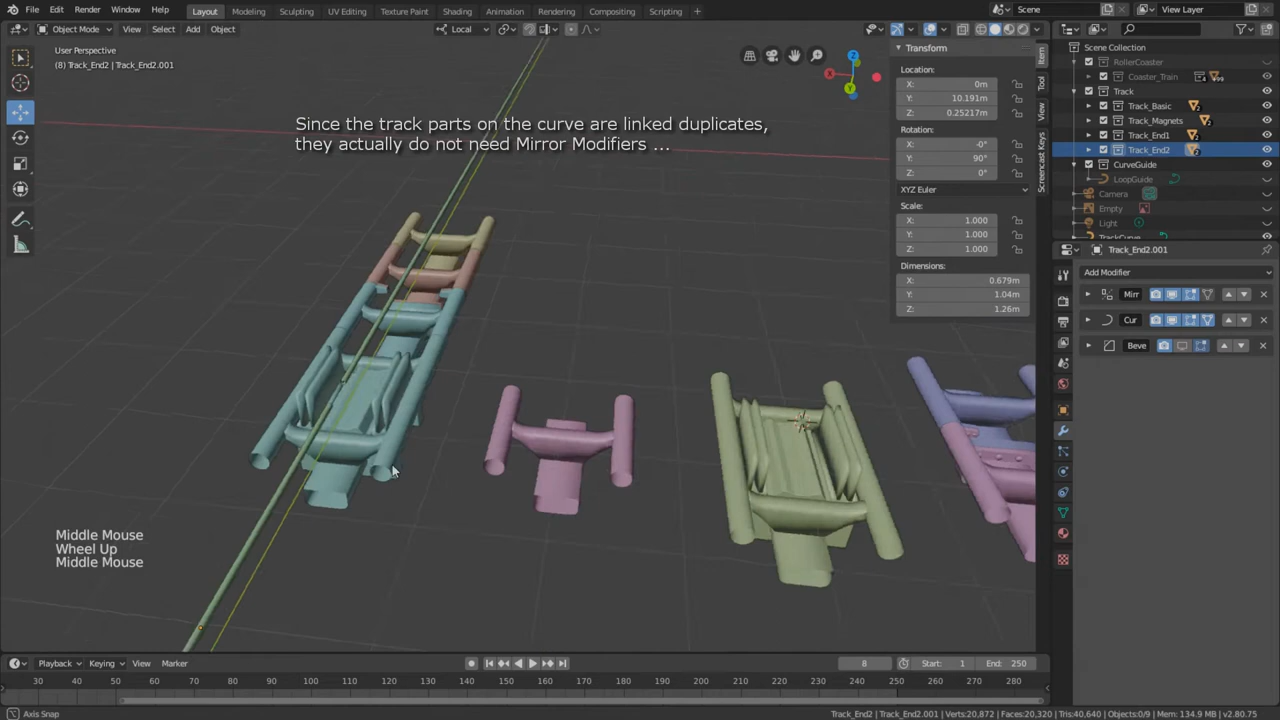 File Edit Render Window Help
Layout Modeling Sculpting UV Editing Texture Paint Shading Animation Rendering Compositing Scripting +
Scene
View Layer
Object Mode View Select Add Object
Local
User Perspective
(8) Track_End2 | Track_End2.001
Since the track parts on the curve are linked duplicates,
they actually do not need Mirror Modifiers ...
Transform
Location:
X: 0m
Y: 10.191m
Z: 0.25217m
Rotation:
X: -0°
Y: 90°
Z: 0°
XYZ Euler
Scale:
X: 1.000
Y: 1.000
Z: 1.000
Dimensions:
X: 0.679m
Y: 1.04m
Z: 1.26m
Item
Tool
View
Screencast Keys
Scene Collection
RollerCoaster
Coaster_Train
Track
Track_Basic
Track_Magnets
Track_End1
Track_End2
CurveGuide
LoopGuide
Camera
Empty
Light
TrackCurve
Track_End2.001
Add Modifier
Mirr
Cur
Beve
Middle Mouse
Wheel Up
Middle Mouse
Playback Keying View Marker
8 Start: 1 End: 250
30 40 50 60 70 80 90 100 110 120 130 140 150 160 170 180 190 200 210 220 230 240 250 260 270 280
Axis Snap
Track_End2 | Track_End2.001 | Verts:20,872 | Faces:20,320 | Tris:40,640 | Objects:0/9 | Mem: 134.9 MB | v2.80.75